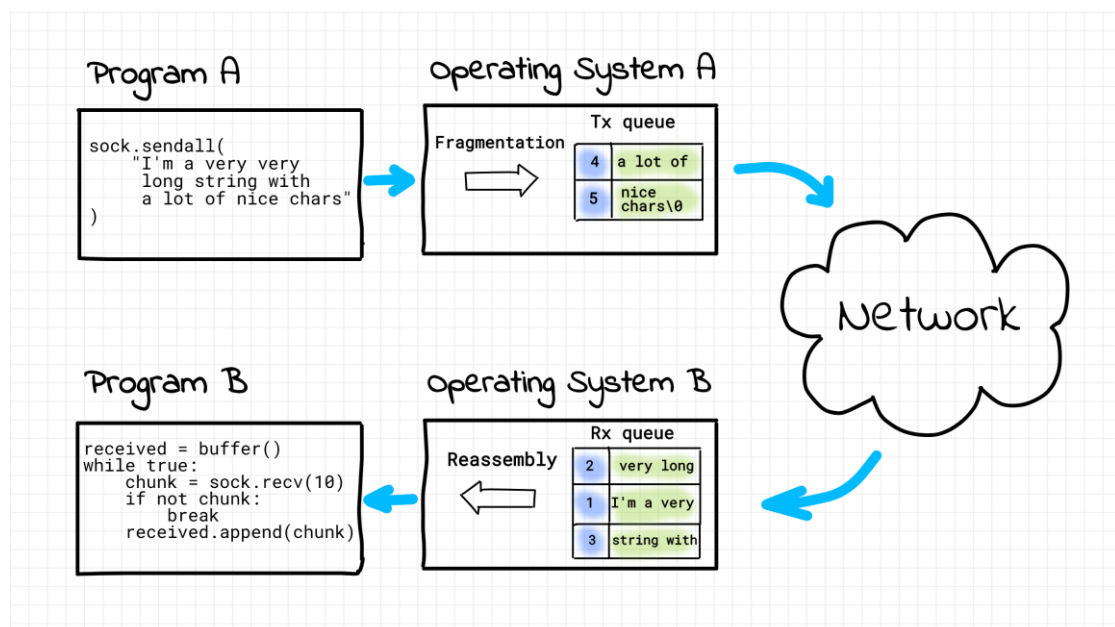 Program A
sock.sendall(
"I'm a very very
long string with
a lot of nice chars"
)
Operating System A
Fragmentation
Tx queue
4 a lot of
5 nice
chars\0
Network
Program B
received = buffer()
while true:
chunk = sock.recv(10)
if not chunk:
break
received.append(chunk)
Operating System B
Reassembly
Rx queue
2 very long
1 I'm a very
3 string with